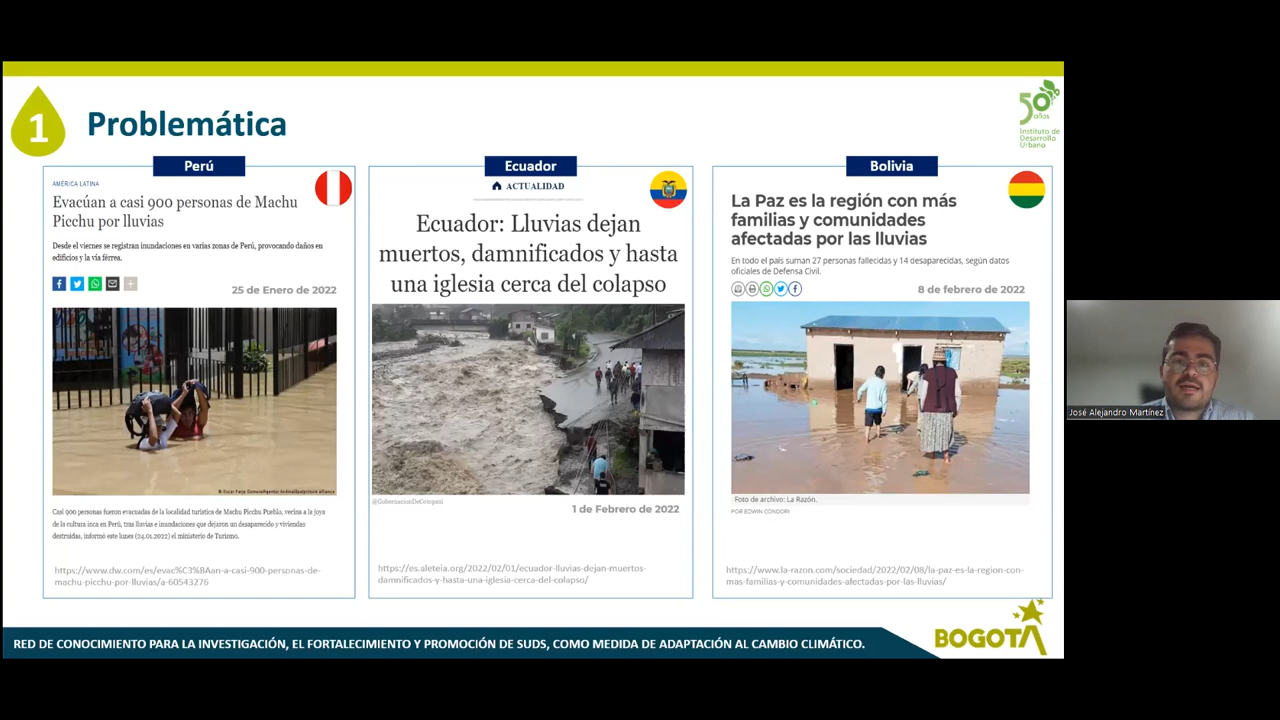 1
Problemática
50
años
Instituto de
Desarrollo
Urbano
Perú
AMÉRICA LATINA
Evacúan a casi 900 personas de Machu
Picchu por lluvias
Desde el viernes se registran inundaciones en varias zonas de Perú, provocando daños en
edificios y la vía férrea.
25 de Enero de 2022
Casi 900 personas fueron evacuadas de la localidad turística de Machu Picchu Pueblo, vecina a la joya
de la cultura inca en Perú, tras lluvias e inundaciones que dejaron un desaparecido y viviendas
destruidas, informó este lunes (24.01.2022) el ministerio de Turismo.
https://www.dw.com/es/evac%C3%BAan-a-casi-900-personas-de-
machu-picchu-por-lluvias/a-60543276
Ecuador
ACTUALIDAD
Ecuador: Lluvias dejan
muertos, damnificados y hasta
una iglesia cerca del colapso
@GobernacionDeCotopaxi
1 de Febrero de 2022
https://es.aleteia.org/2022/02/01/ecuador-lluvias-dejan-muertos-
damnificados-y-hasta-una-iglesia-cerca-del-colapso/
Bolivia
La Paz es la región con más
familias y comunidades
afectadas por las lluvias
En todo el país suman 27 personas fallecidas y 14 desaparecidas, según datos
oficiales de Defensa Civil.
8 de febrero de 2022
Foto de archivo: La Razón.
POR EDWIN CONDORI
https://www.la-razon.com/sociedad/2022/02/08/la-paz-es-la-region-con-
mas-familias-y-comunidades-afectadas-por-las-lluvias/
José Alejandro Martínez
RED DE CONOCIMIENTO PARA LA INVESTIGACIÓN, EL FORTALECIMIENTO Y PROMOCIÓN DE SUDS, COMO MEDIDA DE ADAPTACIÓN AL CAMBIO CLIMÁTICO.
BOGOTÁ